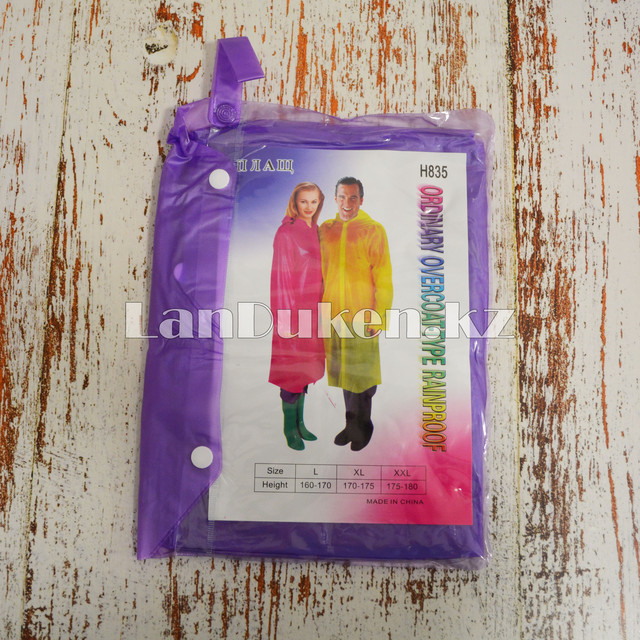 ПЛАЩ
H835
ORDINARY OVERCOAT TYPE RAINPROOF
LanDuken.kz
Size L XL XXL
Height 160-170 170-175 175-180
MADE IN CHINA